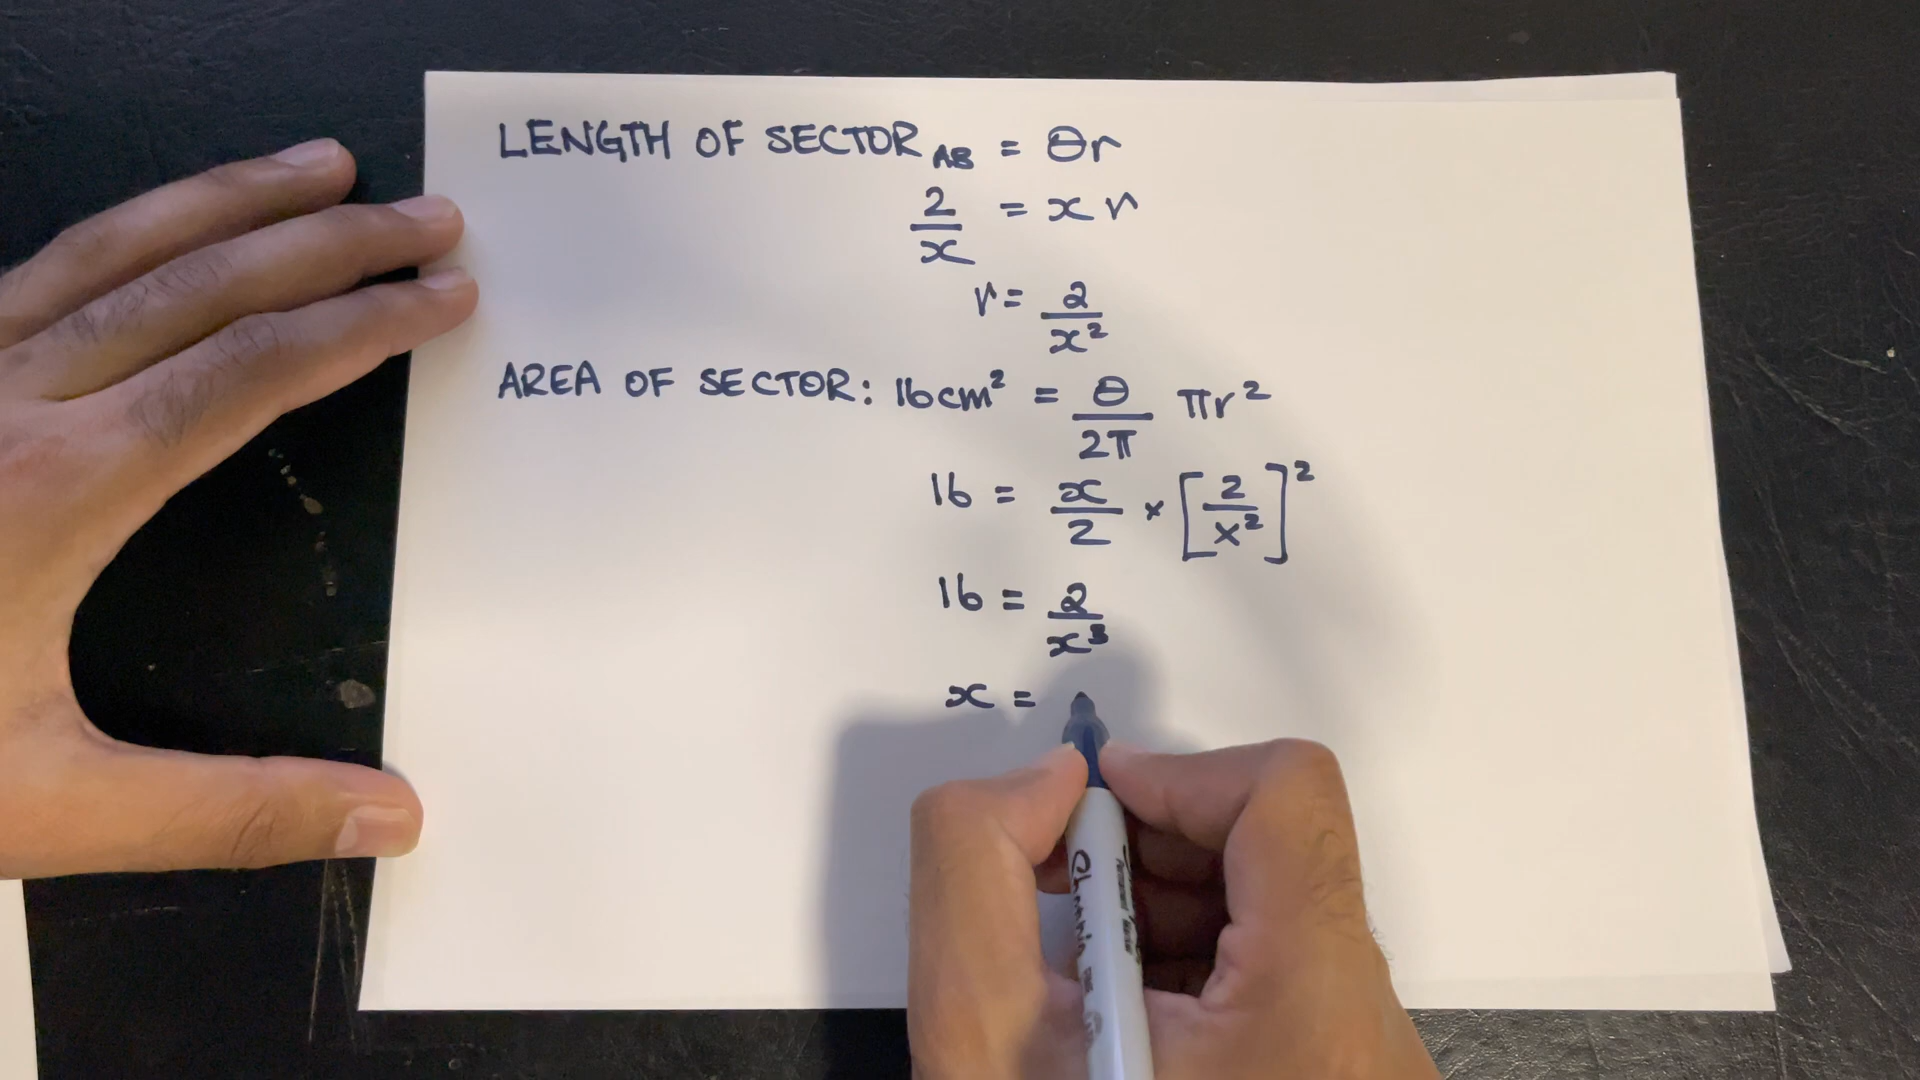 LENGTH OF SECTOR AB = θr
2/x = x r
r = 2/x²
AREA OF SECTOR: 16cm² = θ/2π πr²
16 = x/2 × [2/x²]²
16 = 2/x³
x =
Sharpie